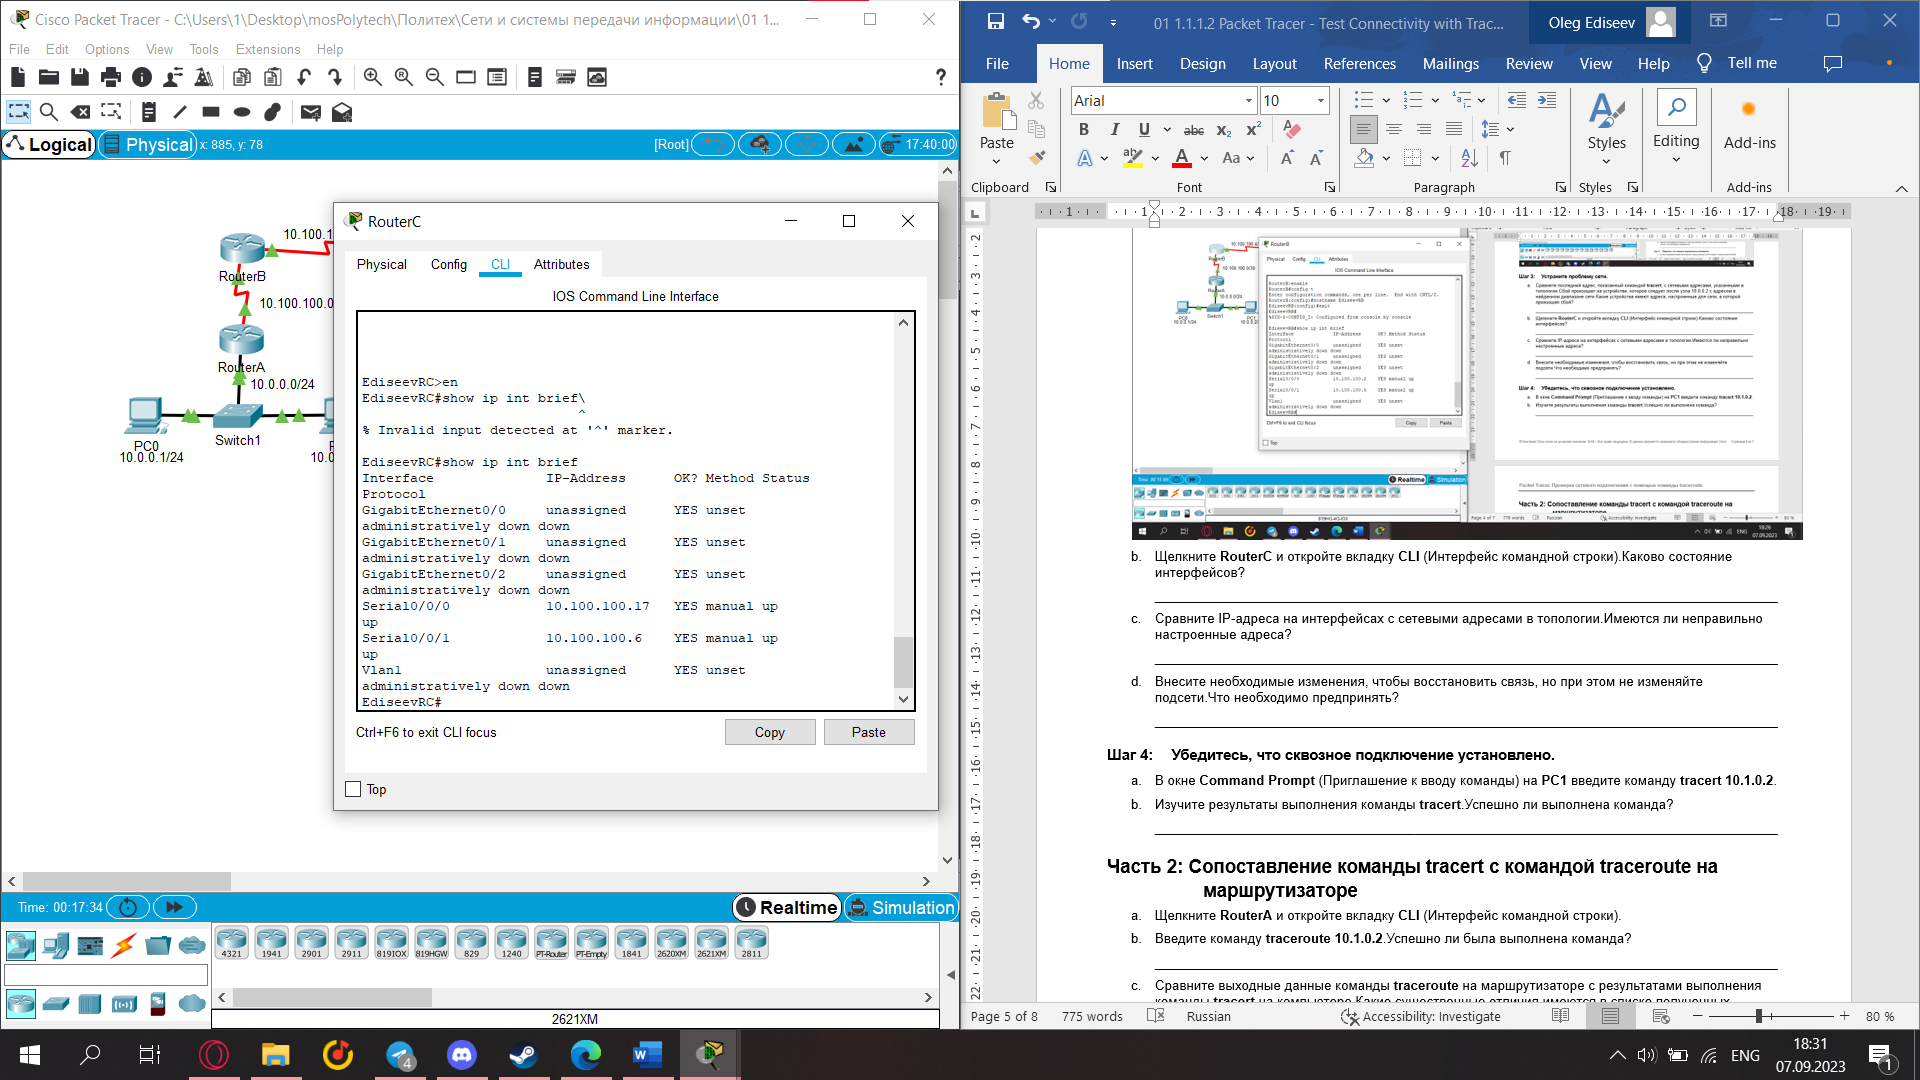 Cisco Packet Tracer - C:\Users\1\Desktop\mosPolytech\Политех\Сети и системы передачи информации\01 1...
File Edit Options View Tools Extensions Help
Logical Physical x: 885, y: 78
[Root] 17:40:00
RouterB
10.100.100.0
RouterA
10.0.0.0/24
PC0
10.0.0.1/24
Switch1
RouterC
Physical Config CLI Attributes
IOS Command Line Interface
EdiseevRC>en
EdiseevRC#show ip int brief\
^
% Invalid input detected at '^' marker.
EdiseevRC#show ip int brief
Interface IP-Address OK? Method Status
Protocol
GigabitEthernet0/0 unassigned YES unset
administratively down down
GigabitEthernet0/1 unassigned YES unset
administratively down down
GigabitEthernet0/2 unassigned YES unset
administratively down down
Serial0/0/0 10.100.100.17 YES manual up
up
Serial0/0/1 10.100.100.6 YES manual up
up
Vlan1 unassigned YES unset
administratively down down
EdiseevRC#
Ctrl+F6 to exit CLI focus
Copy Paste
Top
Time: 00:17:34
Realtime Simulation
4321 1941 2901 2911 819IOX 819HGW 829 1240 PT-Router PT-Empty 1841 2620XM 2621XM 2811
2621XM
01 1.1.1.2 Packet Tracer - Test Connectivity with Trac...
Oleg Ediseev
File Home Insert Design Layout References Mailings Review View Help Tell me
Arial 10
Paste
Styles
Editing
Add-ins
Clipboard Font Paragraph Styles Add-ins
b. Щелкните RouterC и откройте вкладку CLI (Интерфейс командной строки).Каково состояние
интерфейсов?
c. Сравните IP-адреса на интерфейсах с сетевыми адресами в топологии.Имеются ли неправильно
настроенные адреса?
d. Внесите необходимые изменения, чтобы восстановить связь, но при этом не изменяйте
подсети.Что необходимо предпринять?
Шаг 4: Убедитесь, что сквозное подключение установлено.
a. В окне Command Prompt (Приглашение к вводу команды) на PC1 введите команду tracert 10.1.0.2.
b. Изучите результаты выполнения команды tracert.Успешно ли выполнена команда?
Часть 2: Сопоставление команды tracert с командой traceroute на
маршрутизаторе
a. Щелкните RouterA и откройте вкладку CLI (Интерфейс командной строки).
b. Введите команду traceroute 10.1.0.2.Успешно ли была выполнена команда?
c. Сравните выходные данные команды traceroute на маршрутизаторе с результатами выполнения
команды tracert на компьютере.Какие существенные отличия имеются в списке полученных
Page 5 of 8 775 words Russian Accessibility: Investigate 80 %
4
ENG
18:31
07.09.2023
1